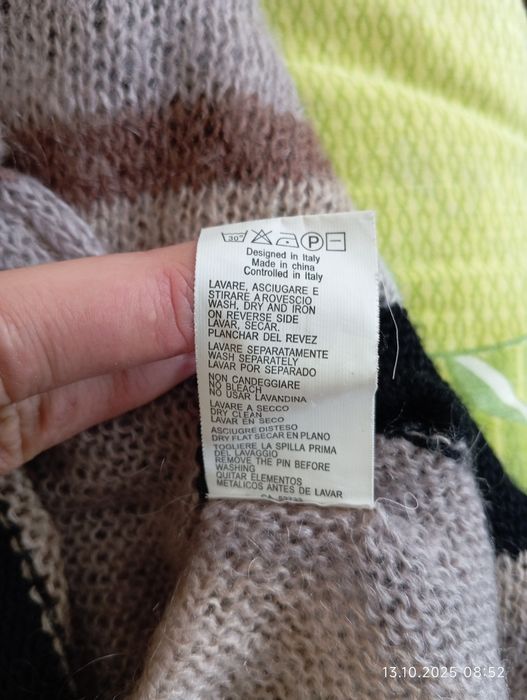 30°
P
Designed in Italy
Made in china
Controlled in Italy
LAVARE, ASCIUGARE E
STIRARE AROVESCIO
WASH, DRY AND IRON
ON REVERSE SIDE
LAVAR, SECAR.
PLANCHAR DEL REVEZ
LAVARE SEPARATAMENTE
WASH SEPARATELY
LAVAR POR SEPARADO
NON CANDEGGIARE
NO BLEACH
NO USAR LAVANDINA
LAVARE A SECCO
DRY CLEAN
LAVAR EN SECO
ASCIUGRE DISTESO
DRY FLAT SECAR EN PLANO
TOGLIERE LA SPILLA PRIMA
DEL LAVAGGIO
REMOVE THE PIN BEFORE
WASHING
QUITAR ELEMENTOS
METALICOS ANTES DE LAVAR
13.10.2025 08:52